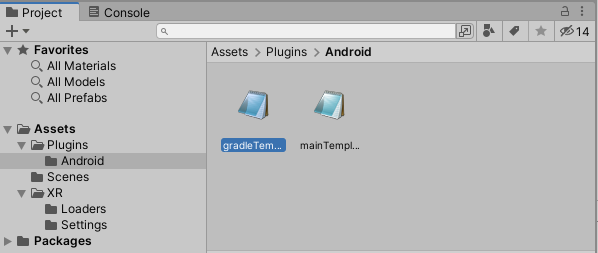 Project
Console
14
Favorites
All Materials
All Models
All Prefabs
Assets
Plugins
Android
Scenes
XR
Loaders
Settings
Packages
Assets > Plugins > Android
gradleTem...
mainTempl...